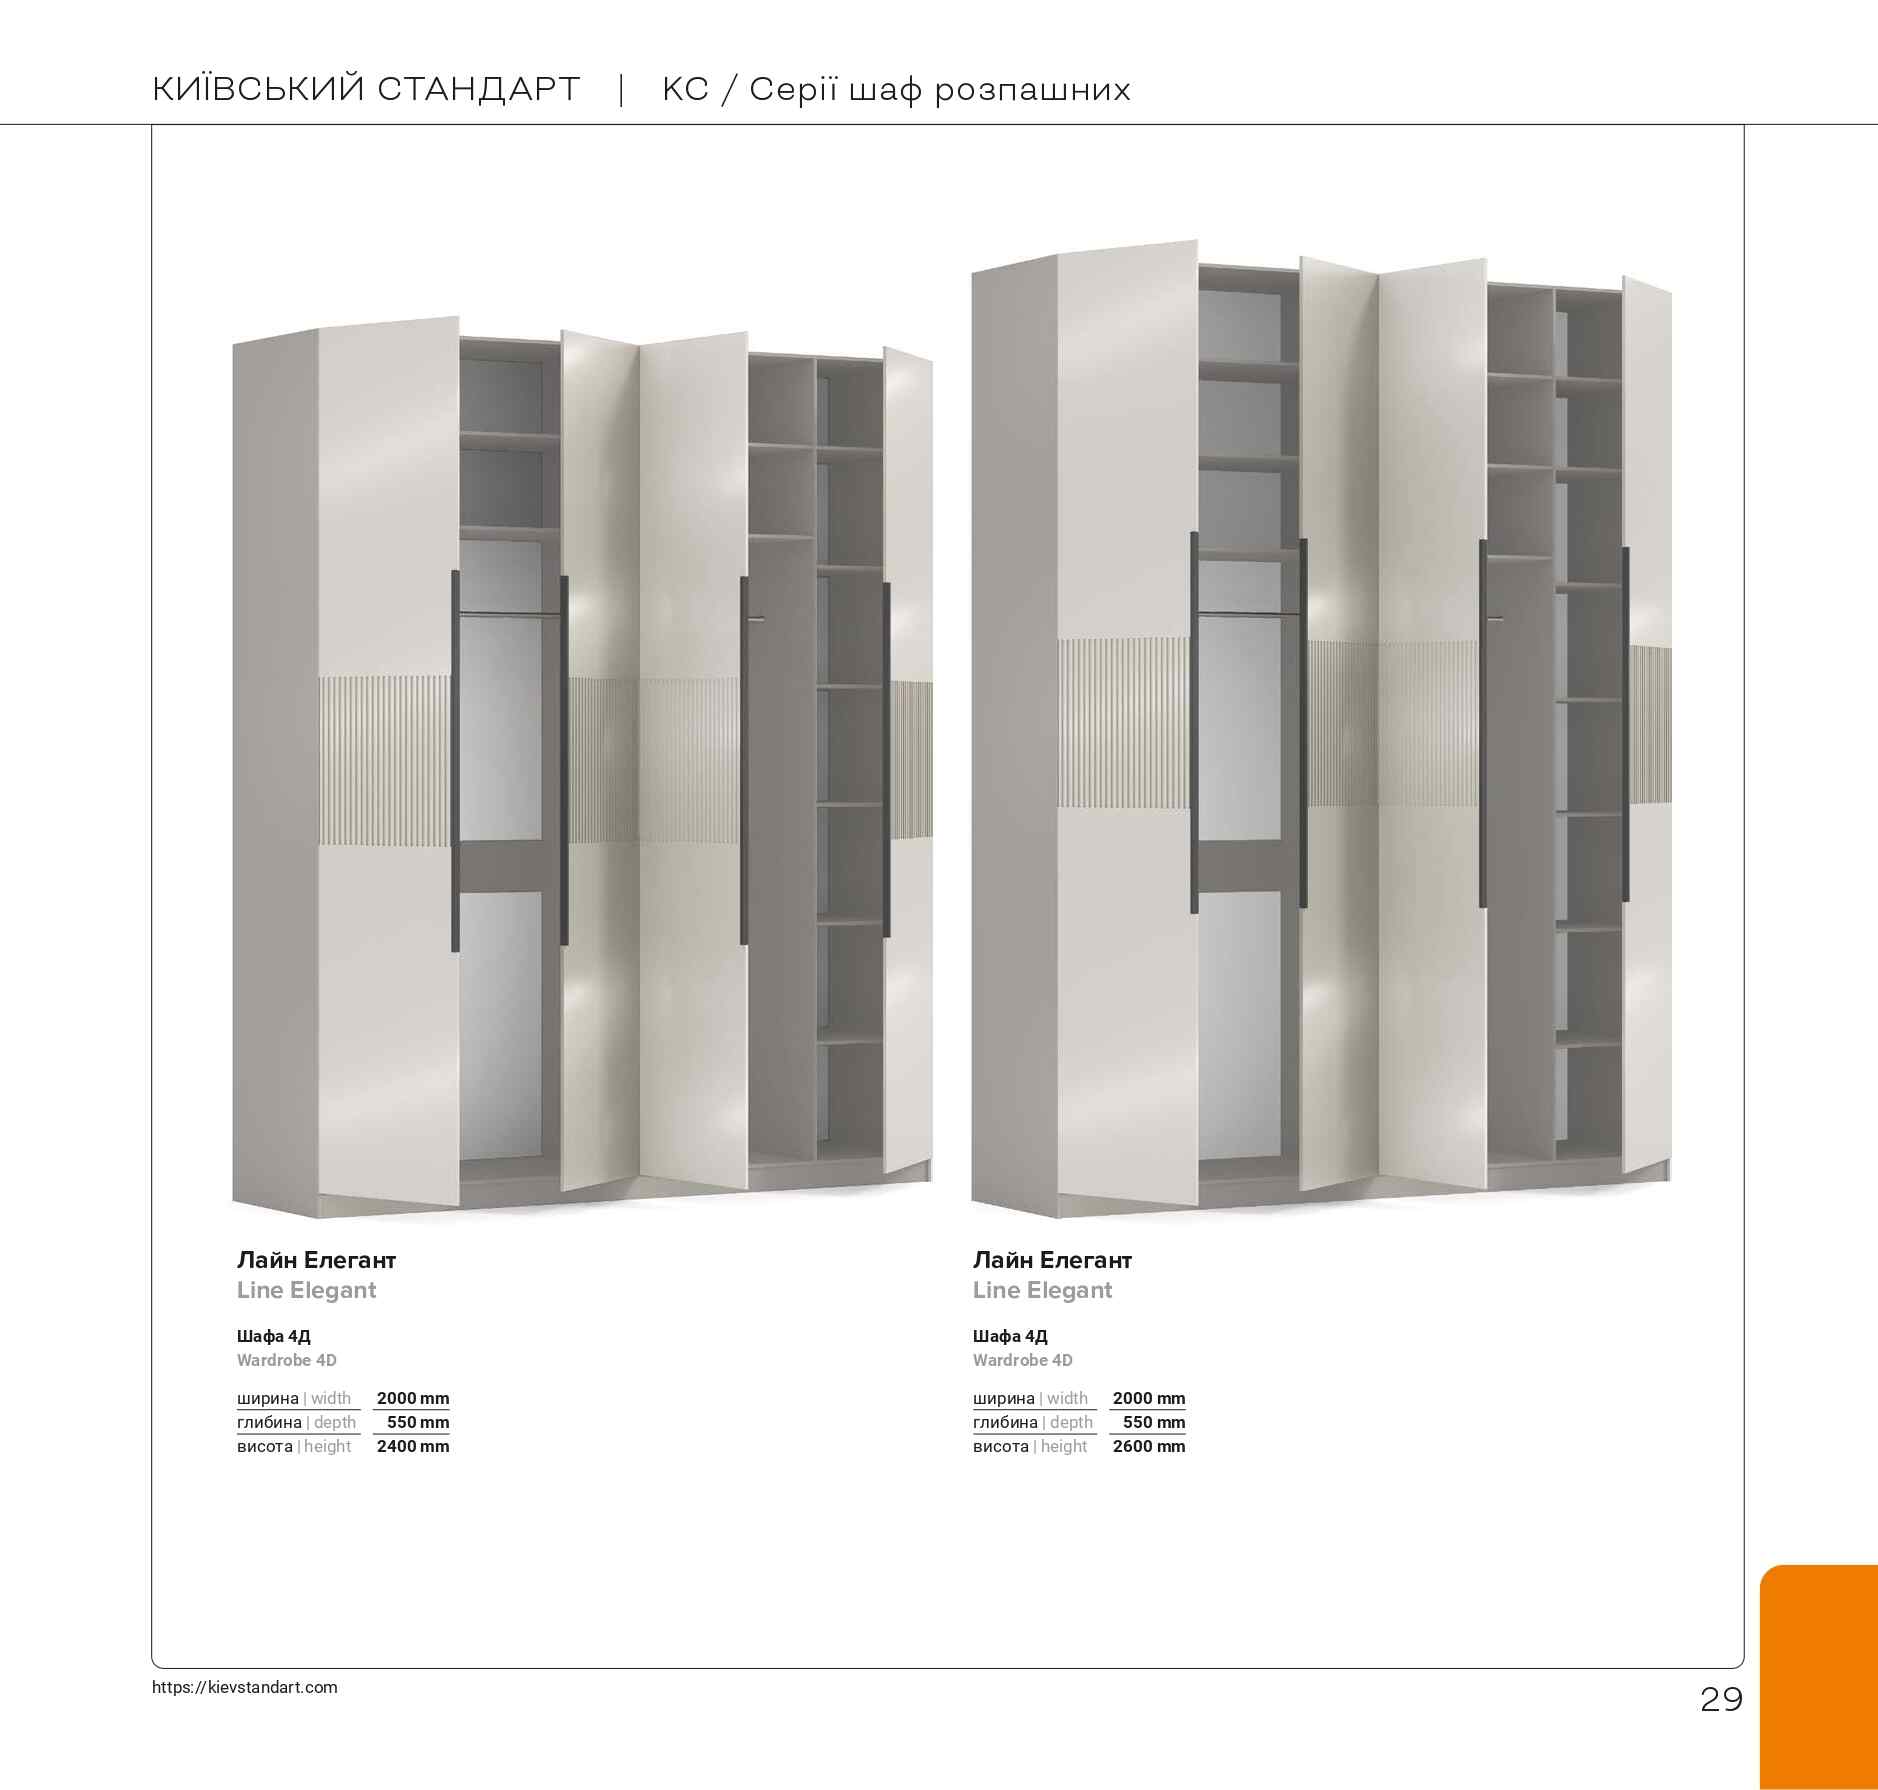 КИЇВСЬКИЙ СТАНДАРТ | КС / Серії шаф розпашних
Лайн Елегант
Line Elegant
Шафа 4Д
Wardrobe 4D
ширина | width 2000 mm
глибина | depth 550 mm
висота | height 2400 mm
Лайн Елегант
Line Elegant
Шафа 4Д
Wardrobe 4D
ширина | width 2000 mm
глибина | depth 550 mm
висота | height 2600 mm
https://kievstandart.com
29